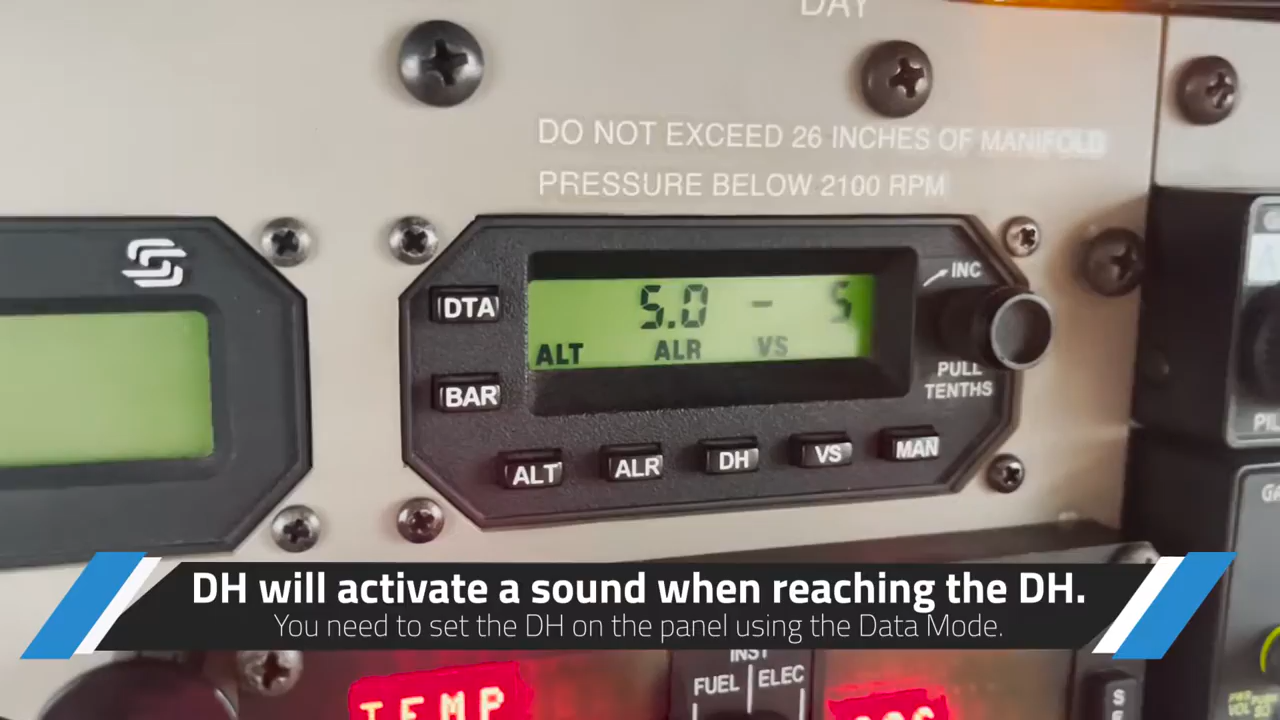 DAY
DO NOT EXCEED 26 INCHES OF MANIFOLD
PRESSURE BELOW 2100 RPM
INC
DTA
5.0 - 5
ALT ALR VS
PULL
TENTHS
BAR
ALT ALR DH VS MAN
DH will activate a sound when reaching the DH.
You need to set the DH on the panel using the Data Mode.
INST
FUEL ELEC
TEMP